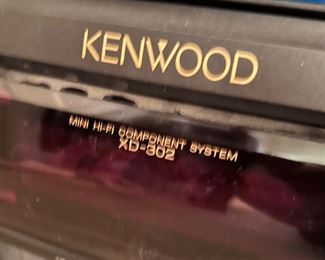 KENWOOD
MINI HI-FI COMPONENT SYSTEM
XD-302